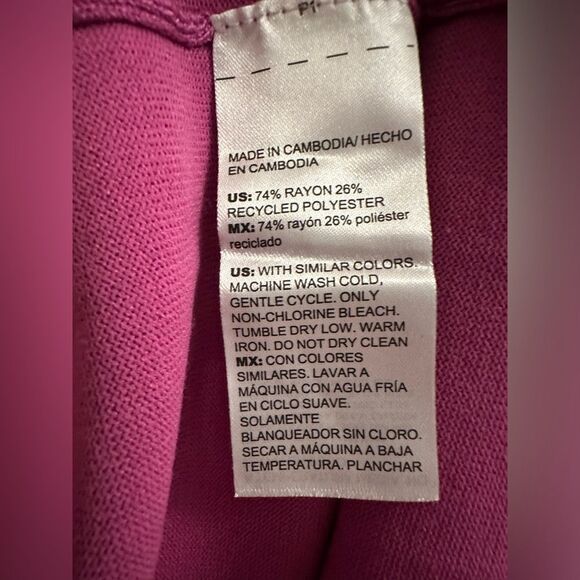 P1
MADE IN CAMBODIA/ HECHO
EN CAMBODIA
US: 74% RAYON 26%
RECYCLED POLYESTER
MX: 74% rayón 26% poliéster
reciclado
US: WITH SIMILAR COLORS.
MACHINE WASH COLD,
GENTLE CYCLE. ONLY
NON-CHLORINE BLEACH.
TUMBLE DRY LOW. WARM
IRON. DO NOT DRY CLEAN
MX: CON COLORES
SIMILARES. LAVAR A
MÁQUINA CON AGUA FRÍA
EN CICLO SUAVE.
SOLAMENTE
BLANQUEADOR SIN CLORO.
SECAR A MÁQUINA A BAJA
TEMPERATURA. PLANCHAR